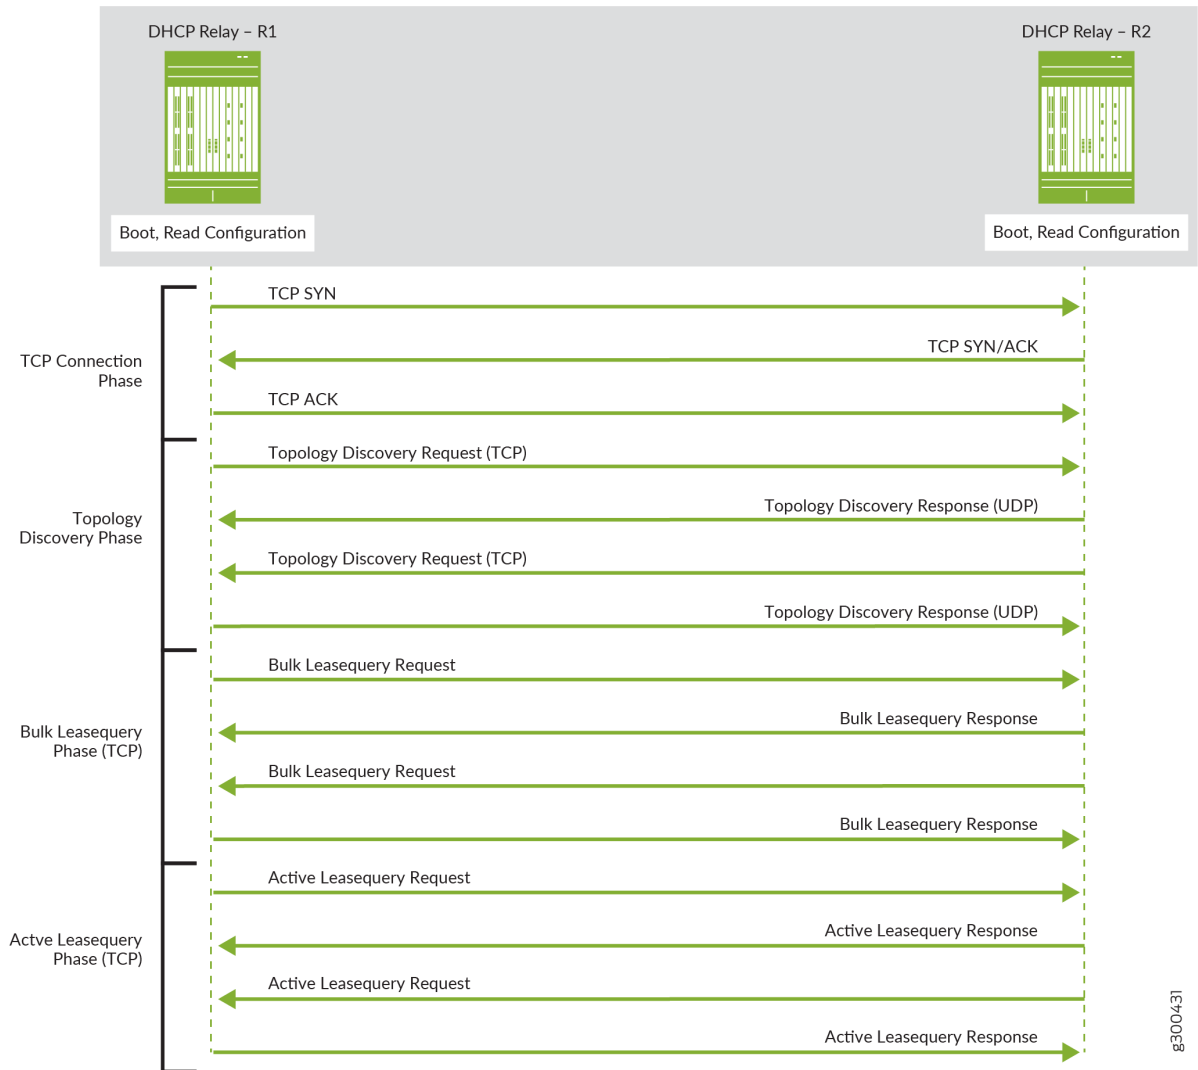 DHCP Relay – R1
DHCP Relay – R2
Boot, Read Configuration
Boot, Read Configuration
TCP SYN
TCP SYN/ACK
TCP Connection
Phase
TCP ACK
Topology Discovery Request (TCP)
Topology Discovery Response (UDP)
Topology
Discovery Phase
Topology Discovery Request (TCP)
Topology Discovery Response (UDP)
Bulk Leasequery Request
Bulk Leasequery Response
Bulk Leasequery
Phase (TCP)
Bulk Leasequery Request
Bulk Leasequery Response
Active Leasequery Request
Active Leasequery Response
Actve Leasequery
Phase (TCP)
Active Leasequery Request
Active Leasequery Response
g300431